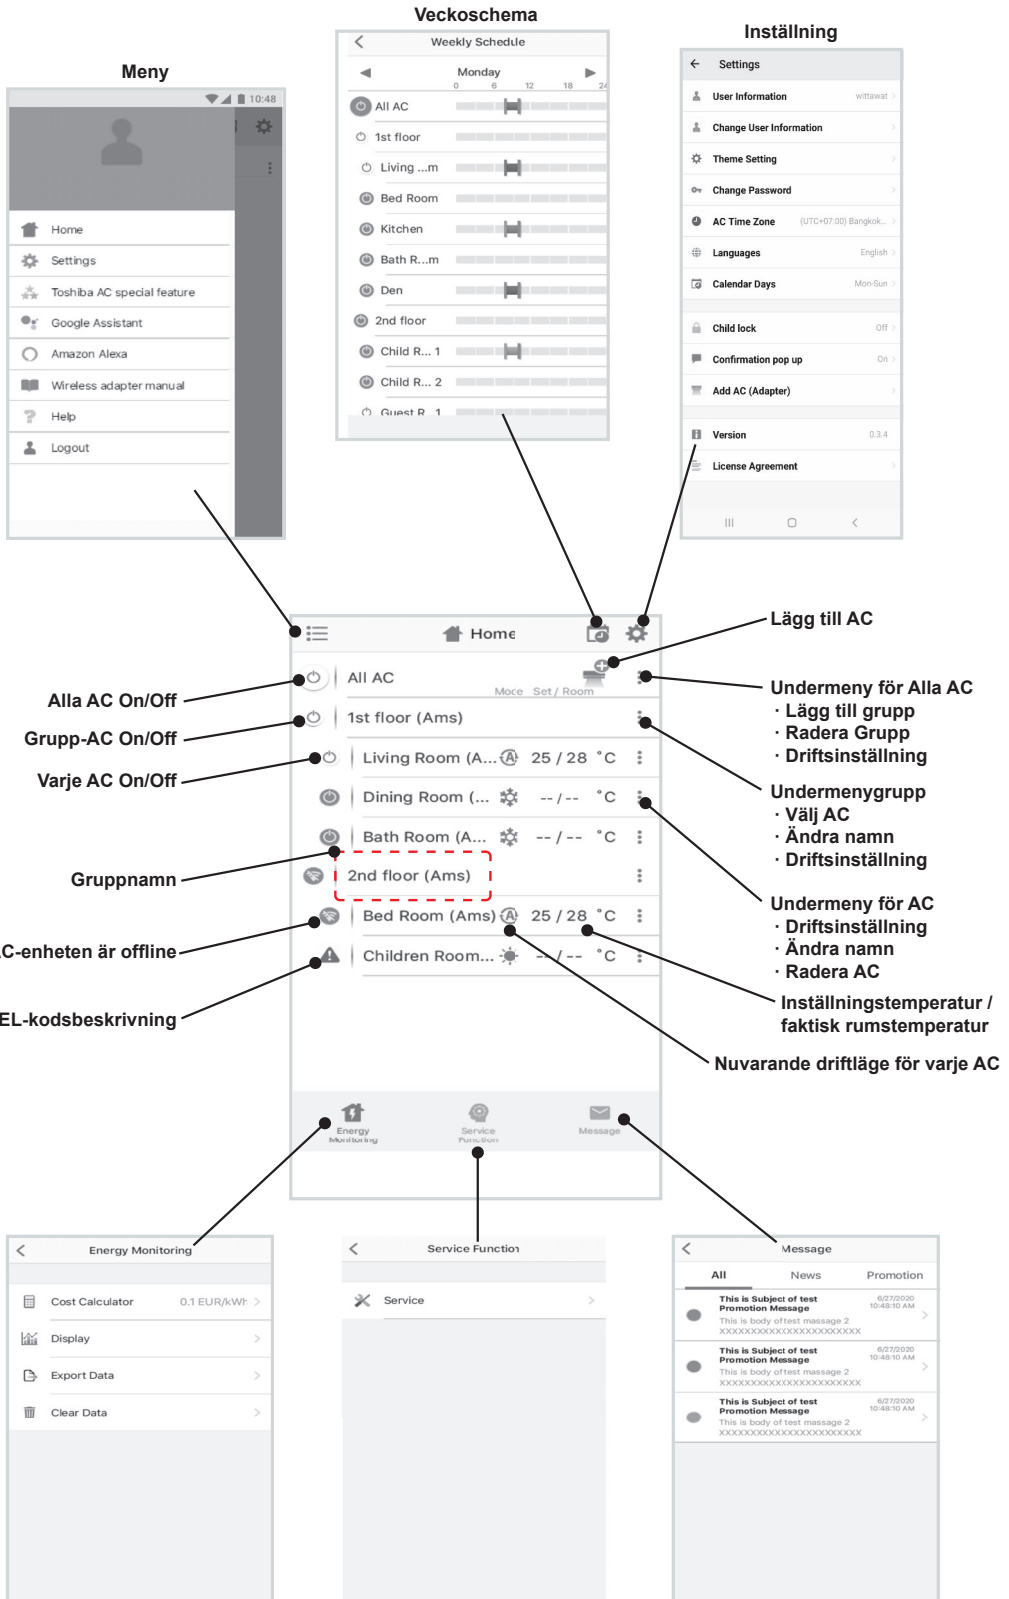 Veckoschema
Inställning
Meny
Weekly Schedule
Monday
0 6 12 18 24
All AC
1st floor
Living ...m
Bed Room
Kitchen
Bath R...m
Den
2nd floor
Child R... 1
Child R... 2
Guest R 1
Settings
User Information wittawat
Change User Information
Theme Setting
Change Password
AC Time Zone (UTC+07:00) Bangkok...
Languages English
Calendar Days Mon-Sun
Child lock Off
Confirmation pop up On
Add AC (Adapter)
Version 0.3.4
License Agreement
10:48
Home
Settings
Toshiba AC special feature
Google Assistant
Amazon Alexa
Wireless adapter manual
Help
Logout
Home
All AC
Mode Set / Room
1st floor (Ams)
Living Room (A... 25 / 28 °C
Dining Room (... -- / -- °C
Bath Room (A... -- / -- °C
2nd floor (Ams)
Bed Room (Ams) 25 / 28 °C
Children Room... -- / -- °C
Energy Monitoring
Service Function
Message
Alla AC On/Off
Grupp-AC On/Off
Varje AC On/Off
Gruppnamn
C-enheten är offline
EL-kodsbeskrivning
Lägg till AC
Undermeny för Alla AC
· Lägg till grupp
· Radera Grupp
· Driftsinställning
Undermenygrupp
· Välj AC
· Ändra namn
· Driftsinställning
Undermeny för AC
· Driftsinställning
· Ändra namn
· Radera AC
Inställningstemperatur /
faktisk rumstemperatur
Nuvarande driftläge för varje AC
Energy Monitoring
Cost Calculator 0.1 EUR/kWh
Display
Export Data
Clear Data
Service Function
Service
Message
All News Promotion
This is Subject of test 6/27/2020
Promotion Message 10:48:10 AM
This is body of test massage 2
XXXXXXXXXXXXXXXXXXXXXXX
This is Subject of test 6/27/2020
Promotion Message 10:48:10 AM
This is body of test massage 2
XXXXXXXXXXXXXXXXXXXXXXX
This is Subject of test 6/27/2020
Promotion Message 10:48:10 AM
This is body of test massage 2
XXXXXXXXXXXXXXXXXXXXXXX